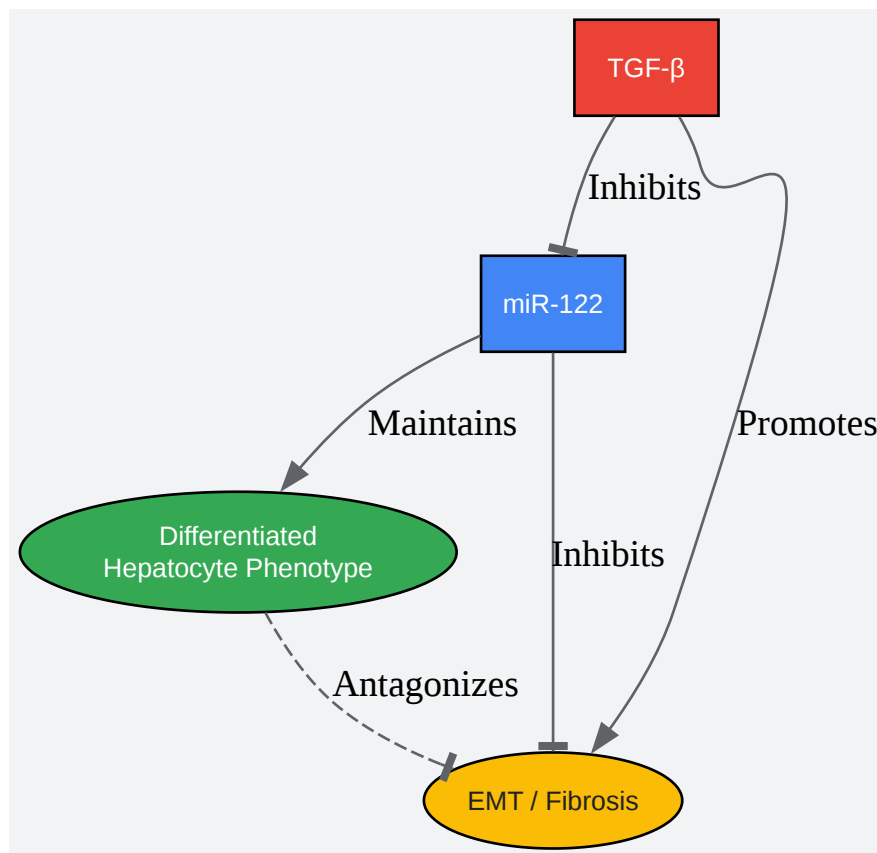 TGF-β
Inhibits
miR-122
Maintains
Promotes
Differentiated
Hepatocyte Phenotype
Inhibits
Antagonizes
EMT / Fibrosis